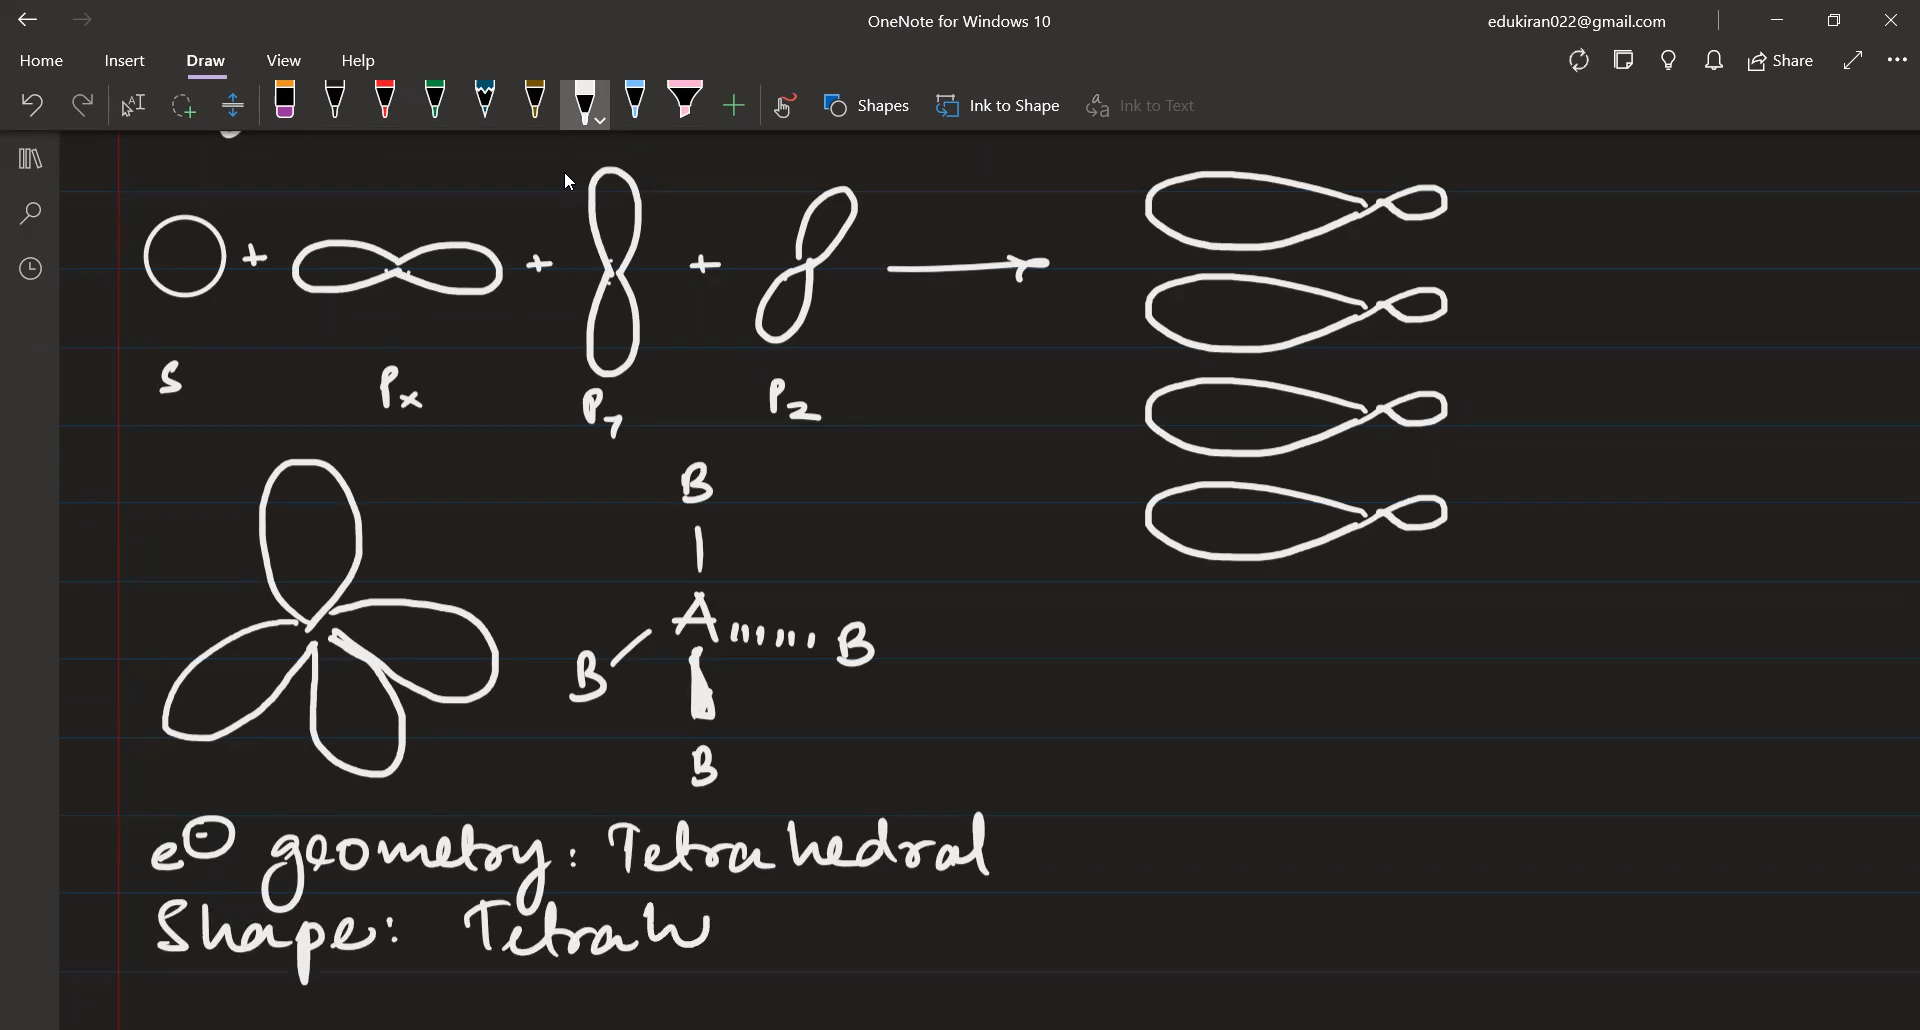 OneNote for Windows 10
edukiran022@gmail.com
Home Insert Draw View Help
Share
Shapes Ink to Shape Ink to Text
+ + +
S Px Py Pz
B
A
B B
B
e⊖ geometry: Tetrahedral
Shape: